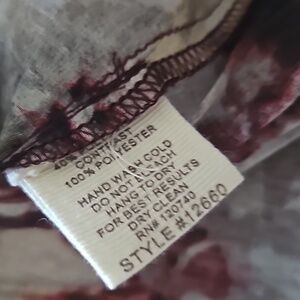 CONTRAST
100% POLYESTER
HAND WASH COLD
DO NOT BLEACH
HANG TO DRY
FOR BEST RESULTS
DRY CLEAN
RN# 120740
STYLE #12660